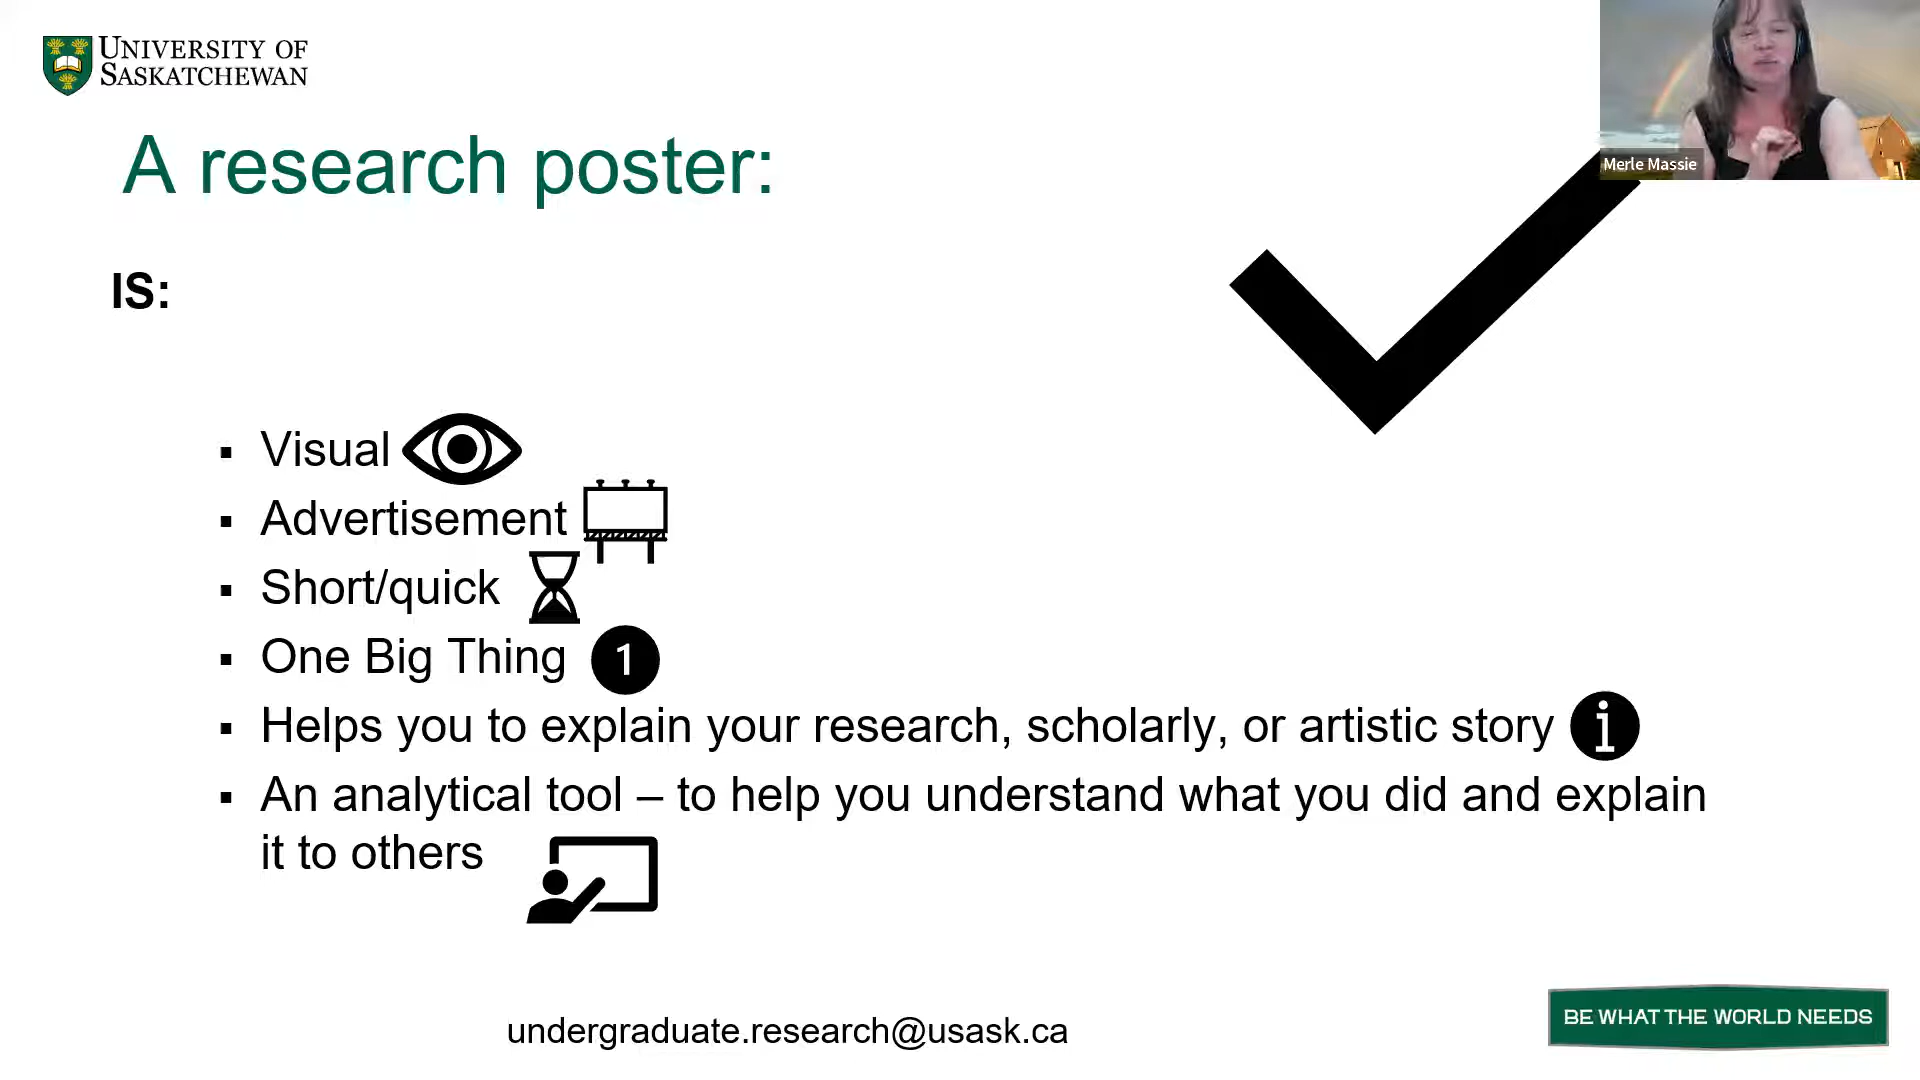 UNIVERSITY OF
SASKATCHEWAN
Merle Massie
A research poster:
IS:
▪ Visual
▪ Advertisement
▪ Short/quick
▪ One Big Thing 1
▪ Helps you to explain your research, scholarly, or artistic story i
▪ An analytical tool – to help you understand what you did and explain
it to others
undergraduate.research@usask.ca
BE WHAT THE WORLD NEEDS